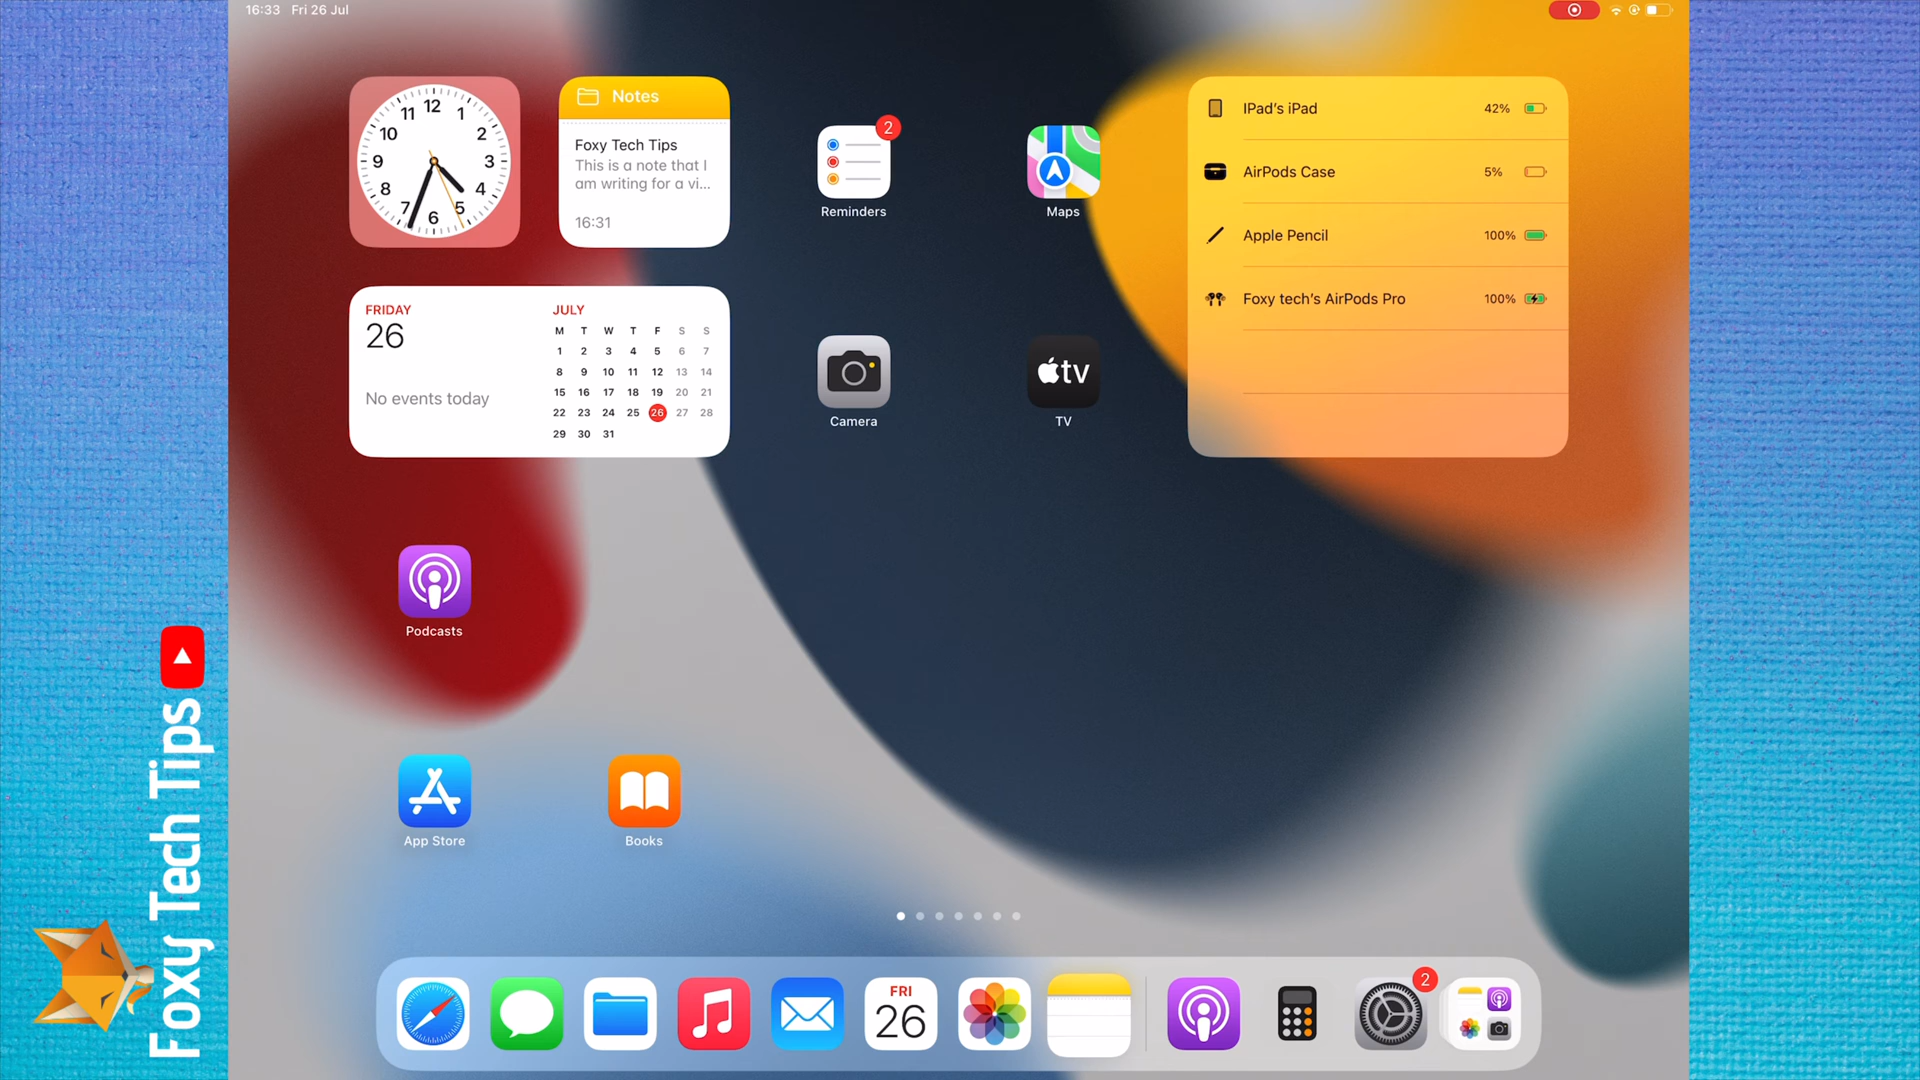 16:33 Fri 26 Jul
12
11 1
10 2
9 3
8 4
7 5
6
Notes
Foxy Tech Tips
This is a note that I
am writing for a vi...
16:31
2
Reminders
Maps
IPad's iPad 42%
AirPods Case 5%
Apple Pencil 100%
Foxy tech's AirPods Pro 100%
FRIDAY
26
No events today
JULY
M T W T F S S
1 2 3 4 5 6 7
8 9 10 11 12 13 14
15 16 17 18 19 20 21
22 23 24 25 26 27 28
29 30 31
Camera
tv
TV
Podcasts
App Store
Books
FRI
26
2
Foxy Tech Tips